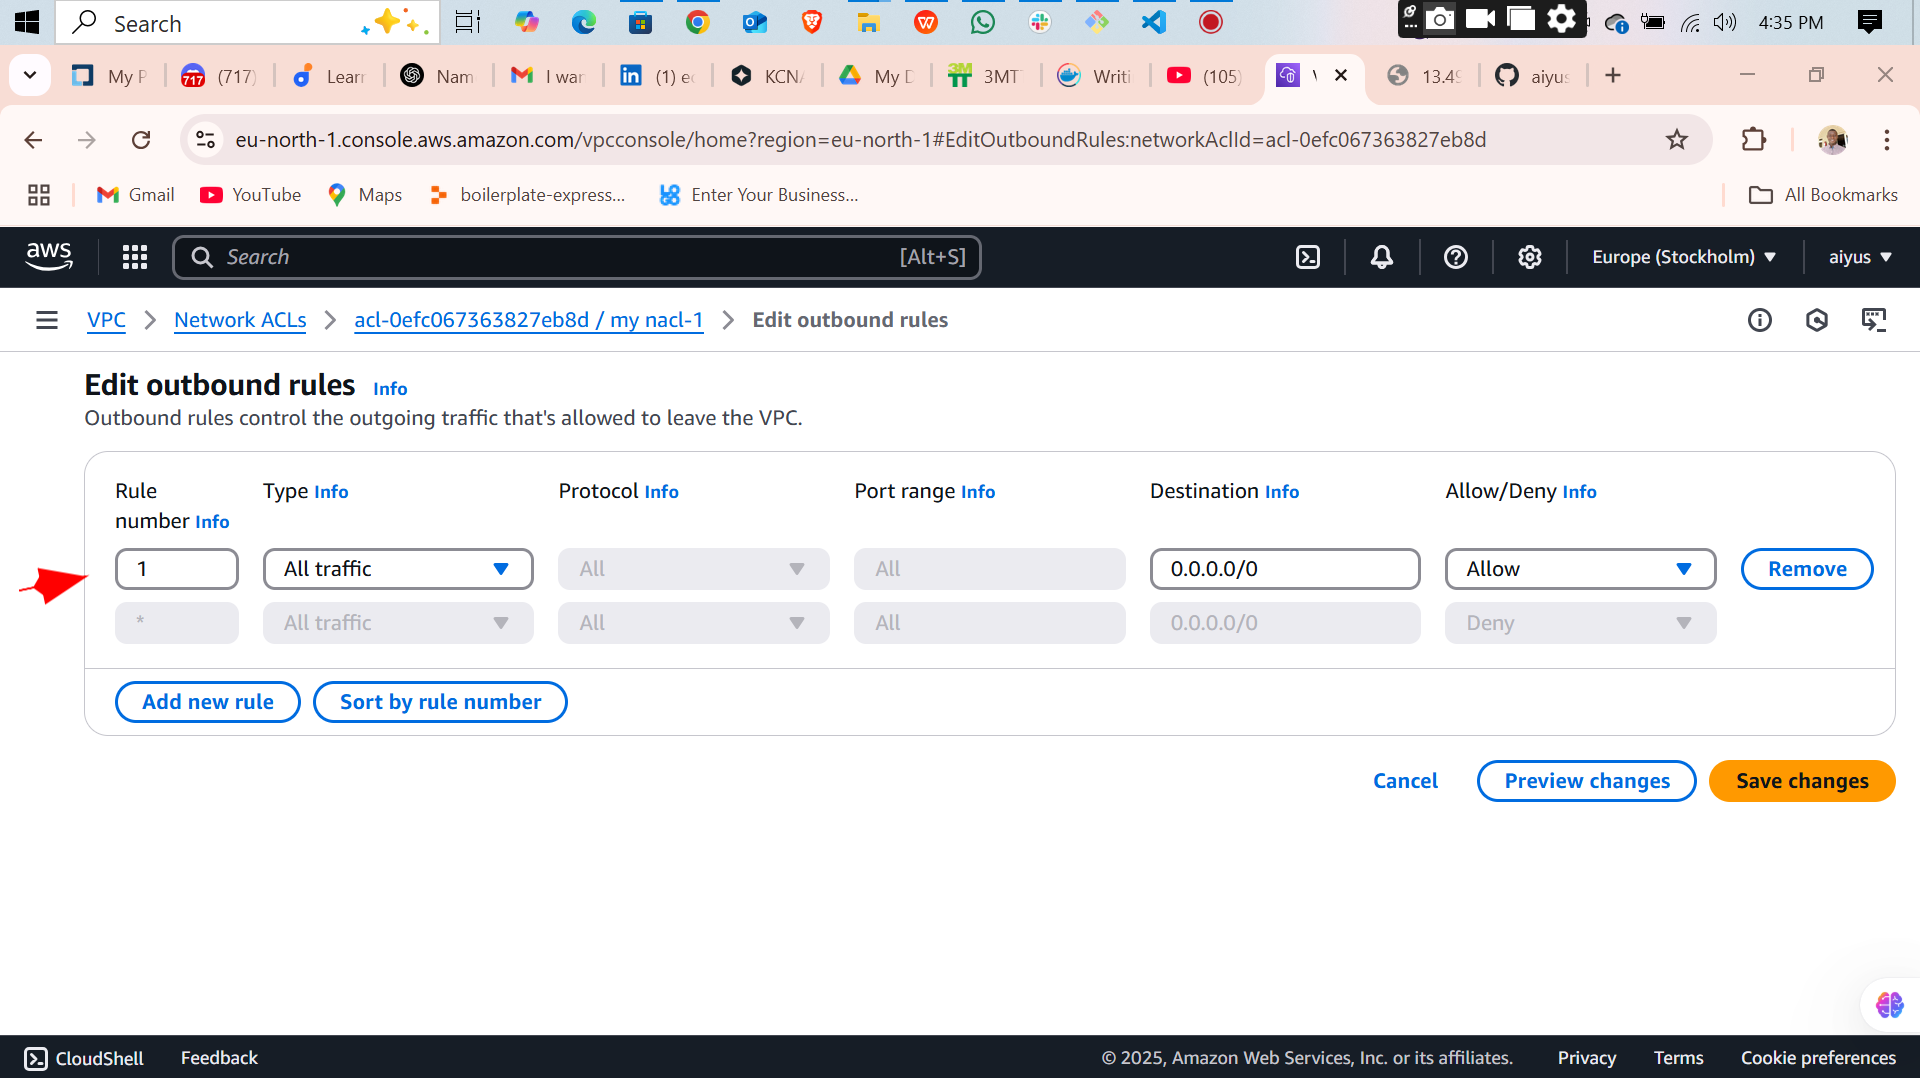 Search
4:35 PM
My P
717
(717)
Lear
Nam
I wa
(1)
KCN
My
3M
3MT
Writi
(105)
13.4
aiyus
eu-north-1.console.aws.amazon.com/vpcconsole/home?region=eu-north-1#EditOutboundRules:networkAclId=acl-0efc067363827eb8d
Gmail
YouTube
Maps
boilerplate-express...
Enter Your Business...
All Bookmarks
aws
Search
[Alt+S]
Europe (Stockholm)
aiyus
VPC
Network ACLs
acl-0efc067363827eb8d / my nacl-1
Edit outbound rules
Edit outbound rules Info
Outbound rules control the outgoing traffic that's allowed to leave the VPC.
Rule number Info
Type Info
Protocol Info
Port range Info
Destination Info
Allow/Deny Info
1
All traffic
All
All
0.0.0.0/0
Allow
Remove
*
All traffic
All
All
0.0.0.0/0
Deny
Add new rule
Sort by rule number
Cancel
Preview changes
Save changes
CloudShell
Feedback
© 2025, Amazon Web Services, Inc. or its affiliates.
Privacy
Terms
Cookie preferences